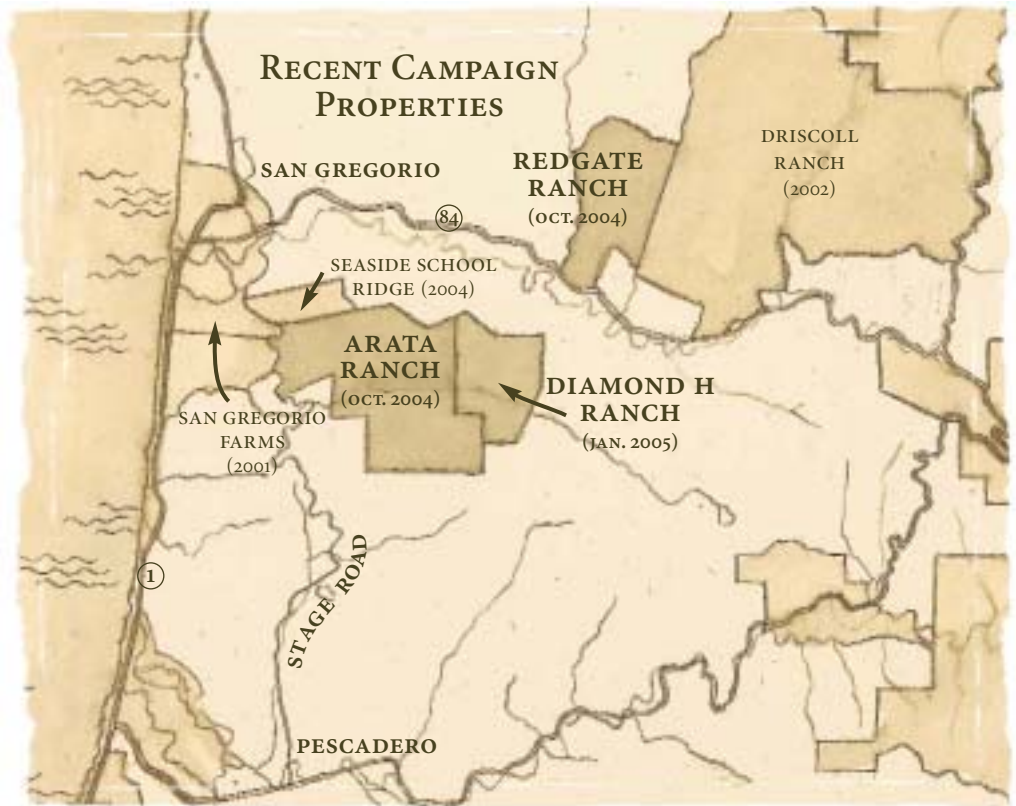 RECENT CAMPAIGN
PROPERTIES
SAN GREGORIO
REDGATE
RANCH
(OCT. 2004)
DRISCOLL
RANCH
(2002)
84
SEASIDE SCHOOL
RIDGE (2004)
ARATA
RANCH
(OCT. 2004)
DIAMOND H
RANCH
(JAN. 2005)
SAN GREGORIO
FARMS
(2001)
1
STAGE ROAD
PESCADERO